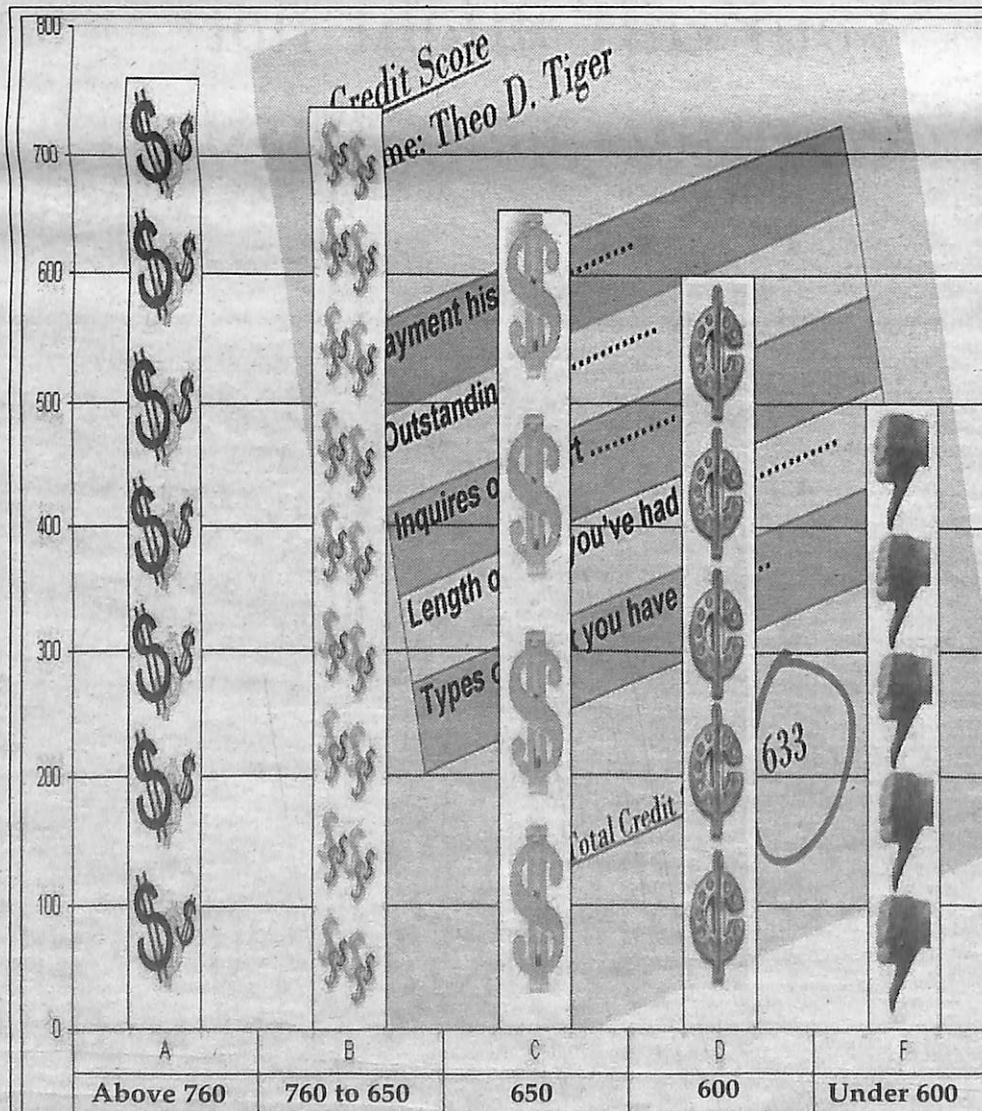 800
700
600
500
400
300
200
100
0
Credit Score
me: Theo D. Tiger
ayment his..........
Outstandin..............
Inquires o rt ..........
Length o you've had ..........
Types o t you have ..
Total Credit
633
A B C D F
Above 760 760 to 650 650 600 Under 600